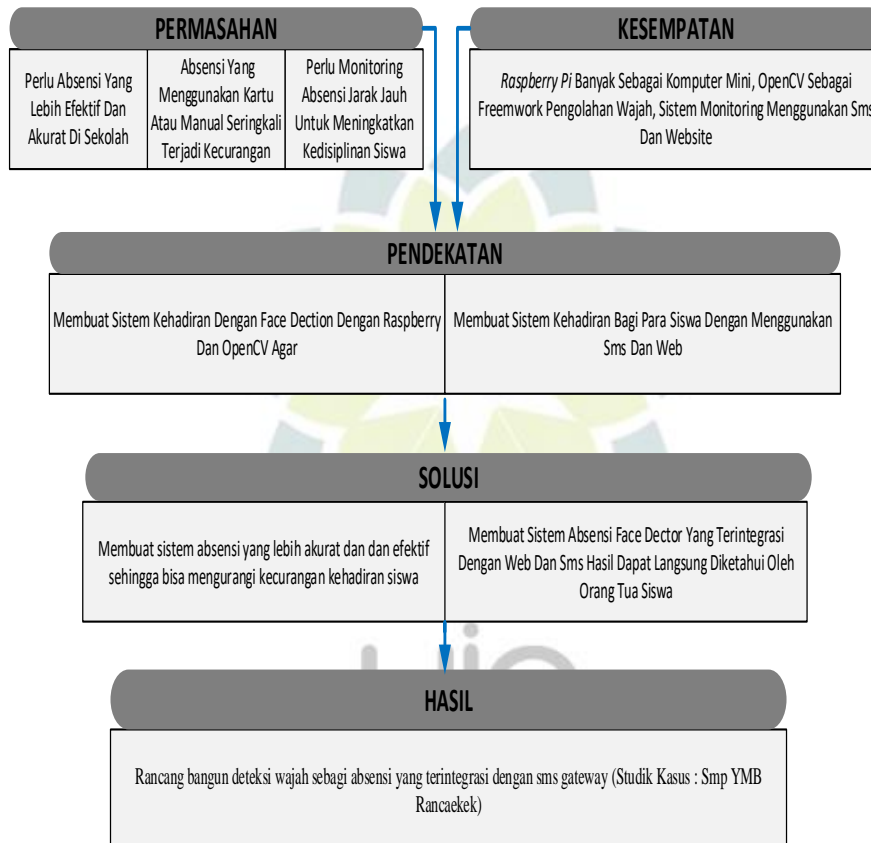 PERMASAHAN
Perlu Absensi Yang
Lebih Efektif Dan
Akurat Di Sekolah
Absensi Yang
Menggunakan Kartu
Atau Manual Seringkali
Terjadi Kecurangan
Perlu Monitoring
Absensi Jarak Jauh
Untuk Meningkatkan
Kedisiplinan Siswa
KESEMPATAN
Raspberry Pi Banyak Sebagai Komputer Mini, OpenCV Sebagai
Freemwork Pengolahan Wajah, Sistem Monitoring Menggunakan Sms
Dan Website
PENDEKATAN
Membuat Sistem Kehadiran Dengan Face Dection Dengan Raspberry
Dan OpenCV Agar
Membuat Sistem Kehadiran Bagi Para Siswa Dengan Menggunakan
Sms Dan Web
SOLUSI
Membuat sistem absensi yang lebih akurat dan dan efektif
sehingga bisa mengurangi kecurangan kehadiran siswa
Membuat Sistem Absensi Face Dector Yang Terintegrasi
Dengan Web Dan Sms Hasil Dapat Langsung Diketahui Oleh
Orang Tua Siswa
HASIL
Rancang bangun deteksi wajah sebagi absensi yang terintegrasi dengan sms gateway (Studik Kasus : Smp YMB
Rancaekek)